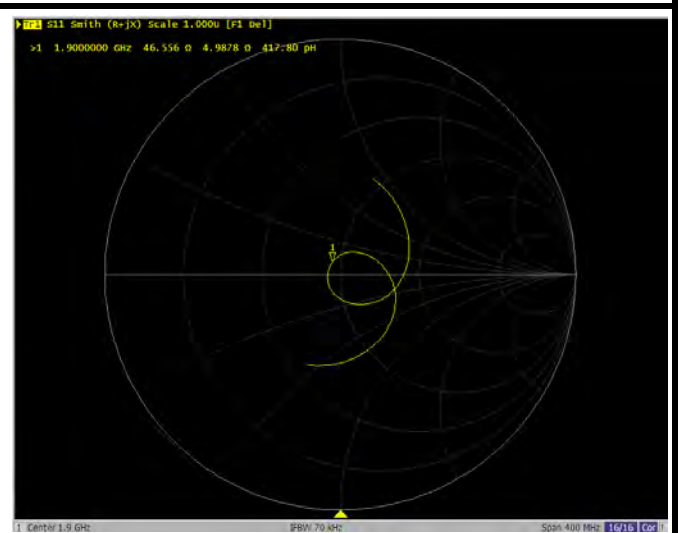 Tr1 S11 Smith (R+jX) Scale 1.000U [F1 Del]
>1 1.9000000 GHz 46.556 Ω 4.9878 Ω 417.80 pH
1
1 Center 1.9 GHz IFBW 70 kHz Span 400 MHz 16/16 Cor !